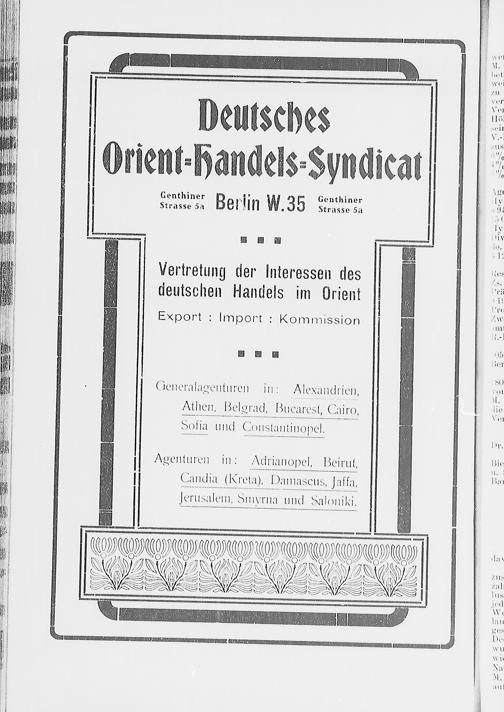 Deutsches
Orient=Handels=Syndicat
Genthiner
Strasse 5a
Berlin W.35
Genthiner
Strasse 5a
Vertretung der Interessen des
deutschen Handels im Orient
Export : Import : Kommission
Generalagenturen in: Alexandrien,
Athen, Belgrad, Bucarest, Cairo,
Sofia und Constantinopel.
Agenturen in: Adrianopel, Beirut,
Candia (Kreta), Damascus, Jaffa,
Jerusalem, Smyrna und Saloniki.